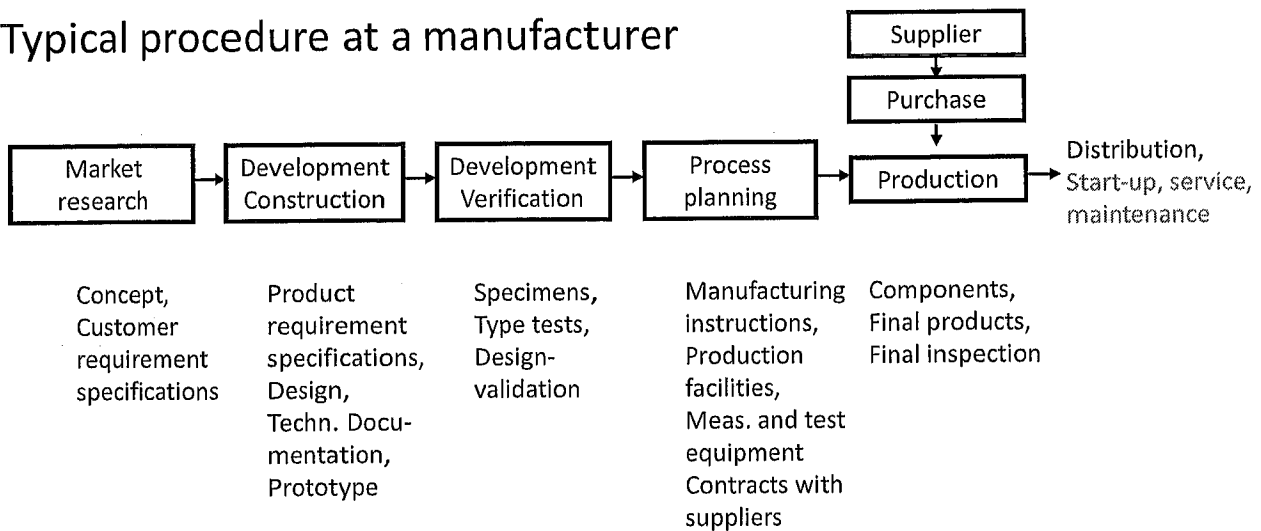 Typical procedure at a manufacturer
Supplier
Purchase
Market
research
Development
Construction
Development
Verification
Process
planning
Production
Distribution,
Start-up, service,
maintenance
Concept,
Customer
requirement
specifications
Product
requirement
specifications,
Design,
Techn. Docu-
mentation,
Prototype
Specimens,
Type tests,
Design-
validation
Manufacturing
instructions,
Production
facilities,
Meas. and test
equipment
Contracts with
suppliers
Components,
Final products,
Final inspection